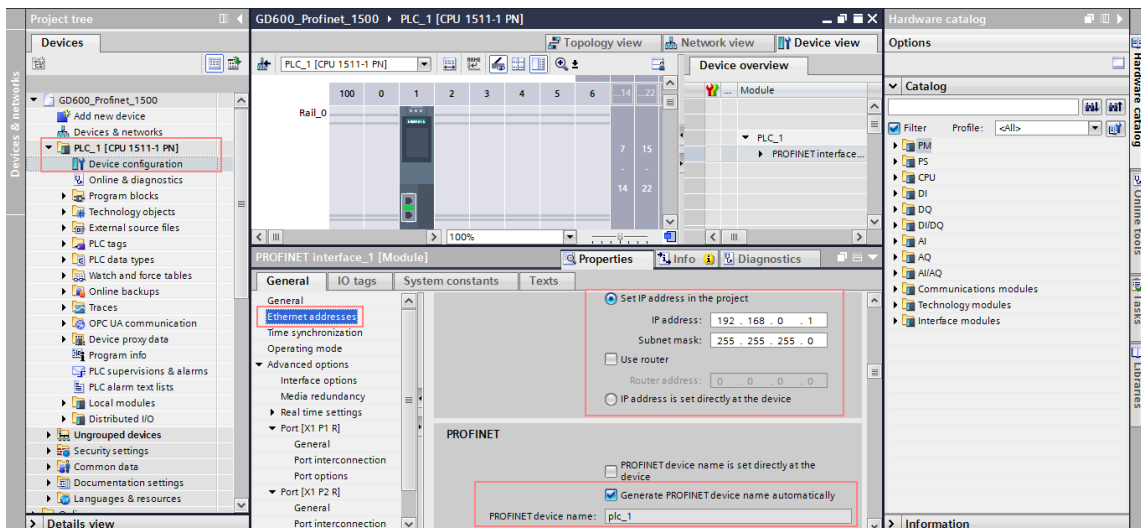 Project tree
Devices
Devices & networks
GD600_Profinet_1500
Add new device
Devices & networks
PLC_1 [CPU 1511-1 PN]
Device configuration
Online & diagnostics
Program blocks
Technology objects
External source files
PLC tags
PLC data types
Watch and force tables
Online backups
Traces
OPC UA communication
Device proxy data
Program info
PLC supervisions & alarms
PLC alarm text lists
Local modules
Distributed I/O
Ungrouped devices
Security settings
Common data
Documentation settings
Languages & resources
Details view
GD600_Profinet_1500 PLC_1 [CPU 1511-1 PN]
Topology view Network view Device view
PLC_1 [CPU 1511-1 PN]
100 0 1 2 3 4 5 6 ...14 ...22
Rail_0
SIEMENS
7 15
- -
14 22
100%
Device overview
... Module
PLC_1
PROFINET interface...
PROFINET interface_1 [Module]
Properties Info Diagnostics
General IO tags System constants Texts
General
Ethernet addresses
Time synchronization
Operating mode
Advanced options
Interface options
Media redundancy
Real time settings
Port [X1 P1 R]
General
Port interconnection
Port options
Port [X1 P2 R]
General
Port interconnection
Set IP address in the project
IP address: 192 . 168 . 0 . 1
Subnet mask: 255 . 255 . 255 . 0
Use router
Router address: 0 . 0 . 0 . 0
IP address is set directly at the device
PROFINET
PROFINET device name is set directly at the
device
Generate PROFINET device name automatically
PROFINET device name: plc_1
Hardware catalog
Options
Catalog
Filter Profile: <All>
PM
PS
CPU
DI
DQ
DI/DQ
AI
AQ
AI/AQ
Communications modules
Technology modules
Interface modules
Information
Hardware catalog
Online tools
Tasks
Libraries